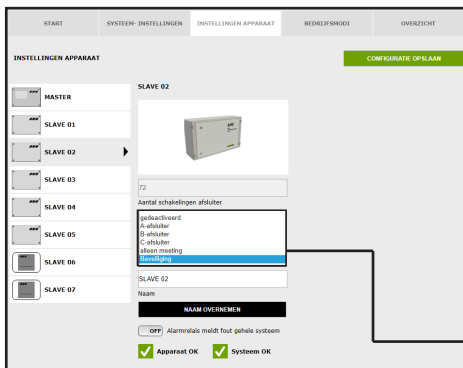 START
SYSTEEM- INSTELLINGEN
INSTELLINGEN APPARAAT
BEDRIJFSMODI
OVERZICHT
INSTELLINGEN APPARAAT
CONFIGURATIE OPSLAAN
MASTER
SLAVE 01
SLAVE 02
SLAVE 03
SLAVE 04
SLAVE 05
SLAVE 06
SLAVE 07
SLAVE 02
72
Aantal schakelingen afsluiter
gedeactiveerd
A-afsluiter
B-afsluiter
C-afsluiter
alleen meeting
Beveiliging
SLAVE 02
Naam
NAAM OVERNEMEN
OFF Alarmrelais meldt fout gehele systeem
Apparaat OK
Systeem OK